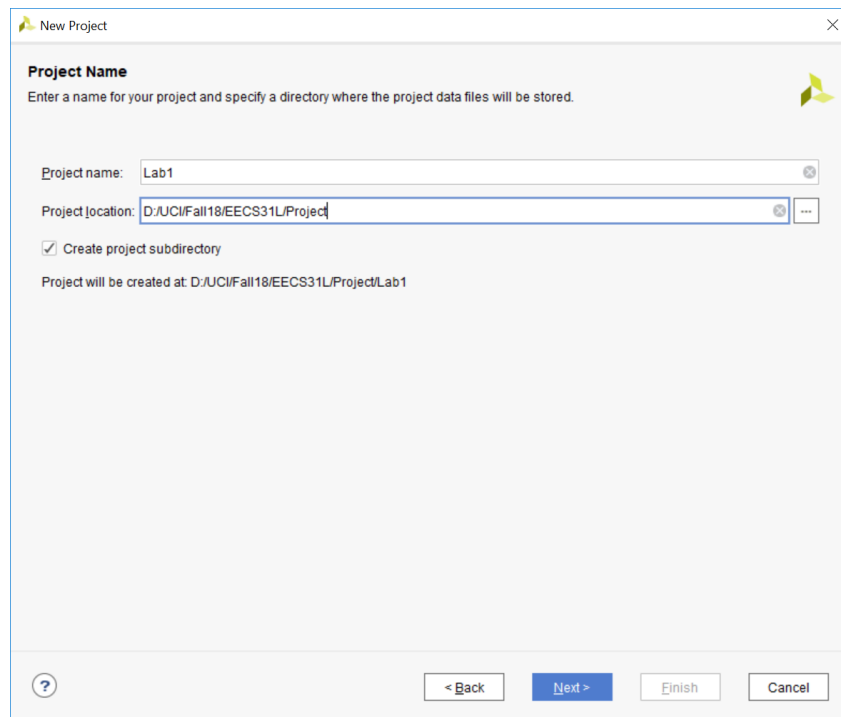 New Project
Project Name
Enter a name for your project and specify a directory where the project data files will be stored.
Project name: Lab1
Project location: D:/UCI/Fall18/EECS31L/Project ...
Create project subdirectory
Project will be created at: D:/UCI/Fall18/EECS31L/Project/Lab1
? < Back Next > Finish Cancel